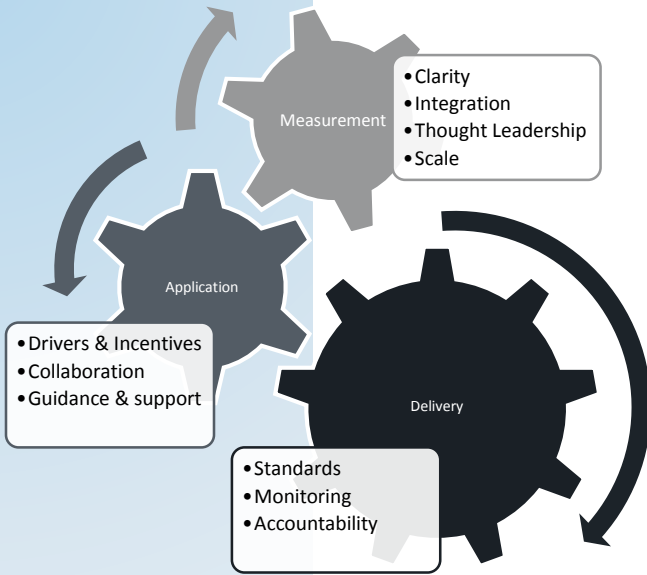 Measurement
•Clarity
•Integration
•Thought Leadership
•Scale
Application
•Drivers & Incentives
•Collaboration
•Guidance & support
Delivery
•Standards
•Monitoring
•Accountability